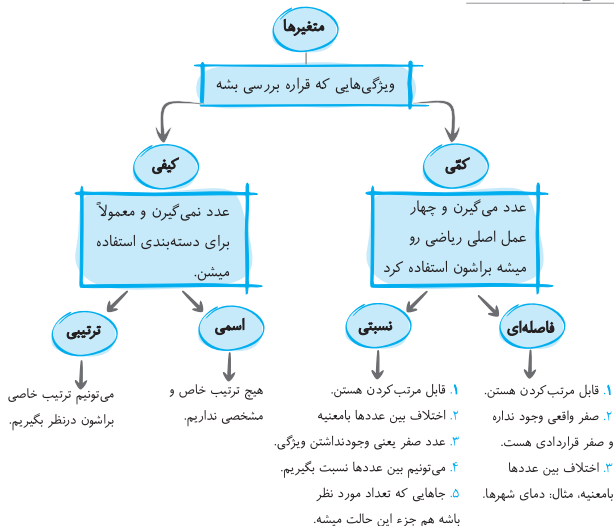 متغیرها
ویژگی‌هایی که قراره بررسی بشه
کمّی
عدد می‌گیرن و چهار
عمل اصلی ریاضی رو
میشه براشون استفاده کرد
فاصله‌ای
۱. قابل مرتب‌کردن هستن.
۲. صفر واقعی وجود نداره
و صفر قراردادی هست.
۳. اختلاف بین عددها
بامعنیه، مثال: دمای شهرها.
نسبتی
۱. قابل مرتب‌کردن هستن.
۲. اختلاف بین عددها بامعنیه
۳. عدد صفر یعنی وجودنداشتن ویژگی.
۴. می‌تونیم بین عددها نسبت بگیریم.
۵. جاهایی که تعداد مورد نظر
باشه هم جزء این حالت میشه.
کیفی
عدد نمی‌گیرن و معمولاً
برای دسته‌بندی استفاده
میشن.
اسمی
هیچ ترتیب خاص و
مشخصی نداریم.
ترتیبی
می‌تونیم ترتیب خاصی
براشون درنظر بگیریم.